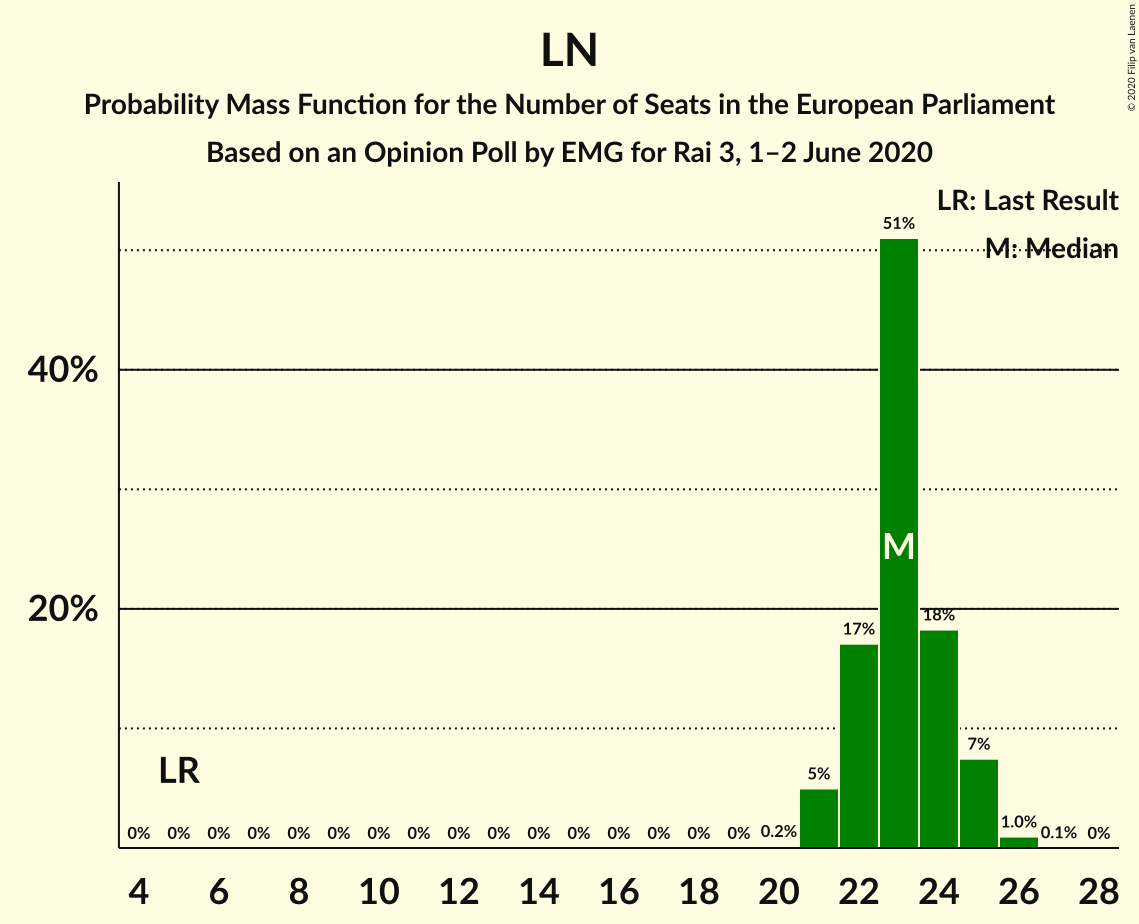 LN
Probability Mass Function for the Number of Seats in the European Parliament
Based on an Opinion Poll by EMG for Rai 3, 1–2 June 2020
© 2020 Filip van Laenen
LR: Last Result
M: Median
51%
40%
M
20%
17%
18%
7%
LR
5%
0% 0% 0% 0% 0% 0% 0% 0% 0% 0% 0% 0% 0% 0% 0% 0% 0.2% 1.0% 0.1% 0%
4 6 8 10 12 14 16 18 20 22 24 26 28